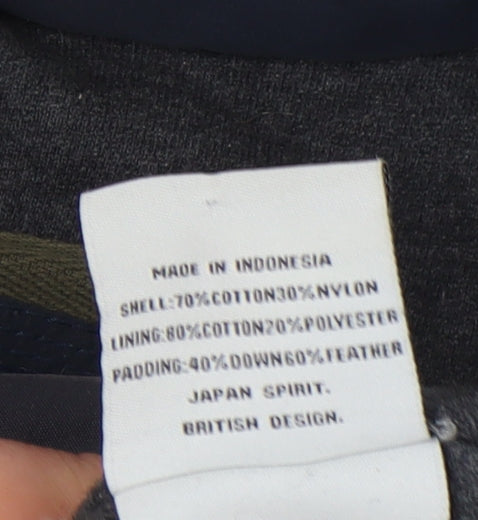 MADE IN INDONESIA
SHELL:70%COTTON30%NYLON
LINING:80%COTTON20%POLYESTER
PADDING:40%DOWN60%FEATHER
JAPAN SPIRIT.
BRITISH DESIGN.